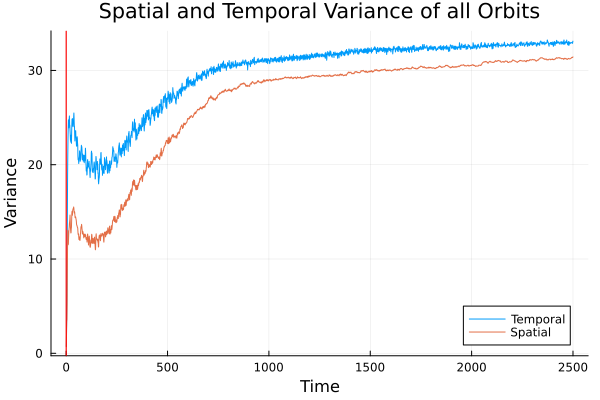 Spatial and Temporal Variance of all Orbits
Variance
30
20
10
0
Temporal
Spatial
0 500 1000 1500 2000 2500
Time